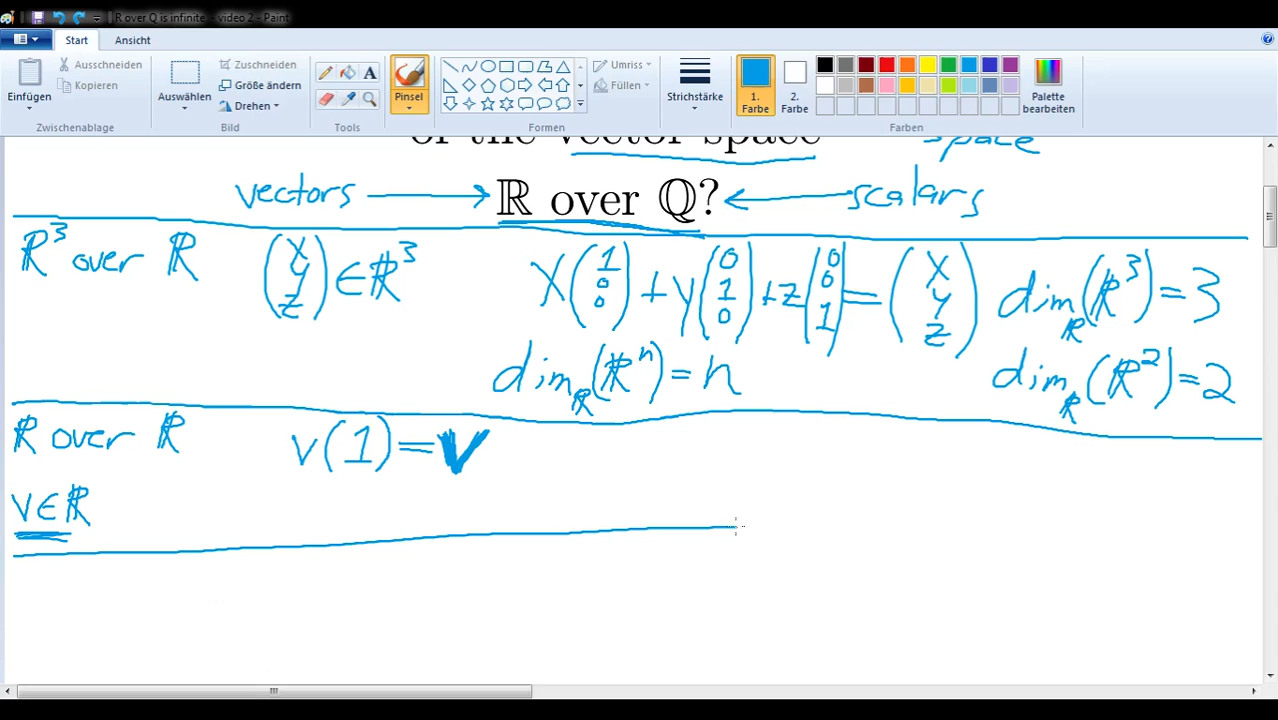 R over Q is infinite - video 2 - Paint
Start Ansicht
Einfügen
Ausschneiden
Kopieren
Zwischenablage
Auswählen
Zuschneiden
Größe ändern
Drehen
Bild
A
Tools
Pinsel
Formen
Umriss
Füllen
Strichstärke
1. Farbe
2. Farbe
Farben
Palette bearbeiten
of the vector space
space
vectors → ℝ over ℚ? ← scalars
ℝ³ over ℝ (x y z) ∈ ℝ³ x(1 0 0) + y(0 1 0) + z(0 0 1) = (x y z) dim_ℝ(ℝ³) = 3
dim_ℝ(ℝⁿ) = n dim_ℝ(ℝ²) = 2
ℝ over ℝ v(1) = v
v ∈ ℝ